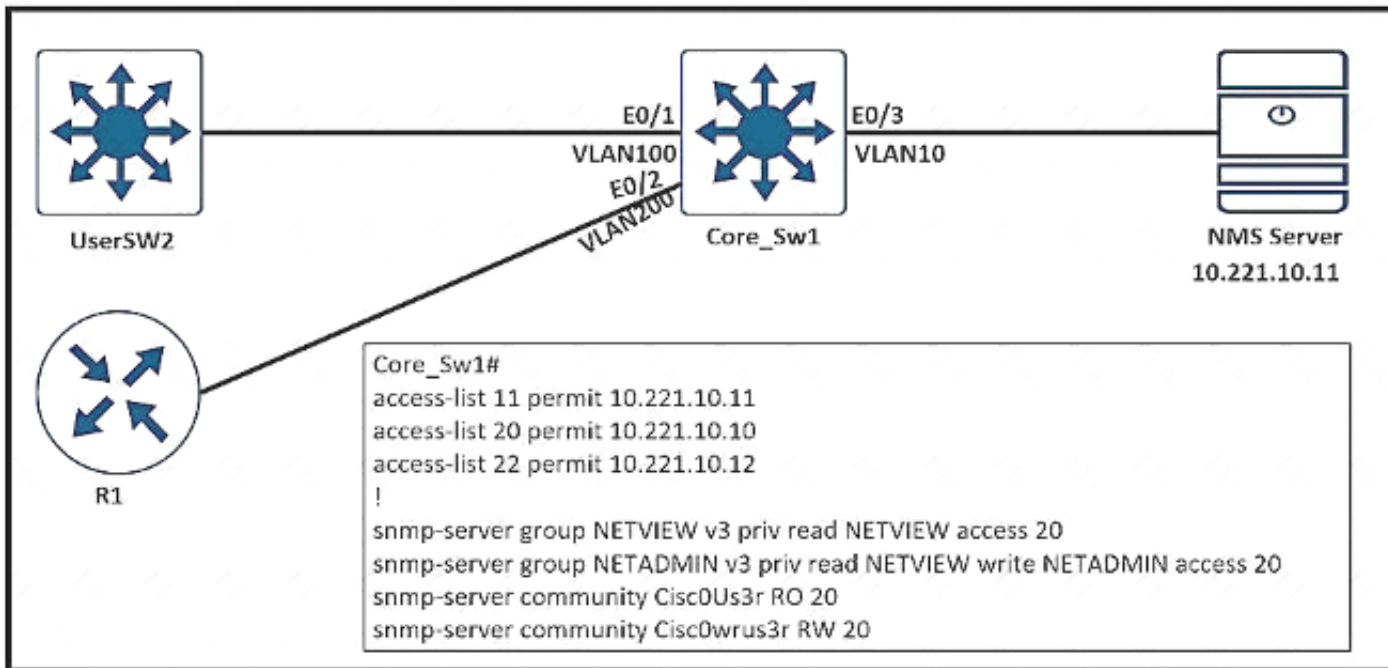 E0/1
E0/3
VLAN100
VLAN10
E0/2
VLAN200
UserSW2
Core_Sw1
NMS Server
10.221.10.11
R1
Core_Sw1#
access-list 11 permit 10.221.10.11
access-list 20 permit 10.221.10.10
access-list 22 permit 10.221.10.12
!
snmp-server group NETVIEW v3 priv read NETVIEW access 20
snmp-server group NETADMIN v3 priv read NETVIEW write NETADMIN access 20
snmp-server community Cisc0Us3r RO 20
snmp-server community Cisc0wrus3r RW 20